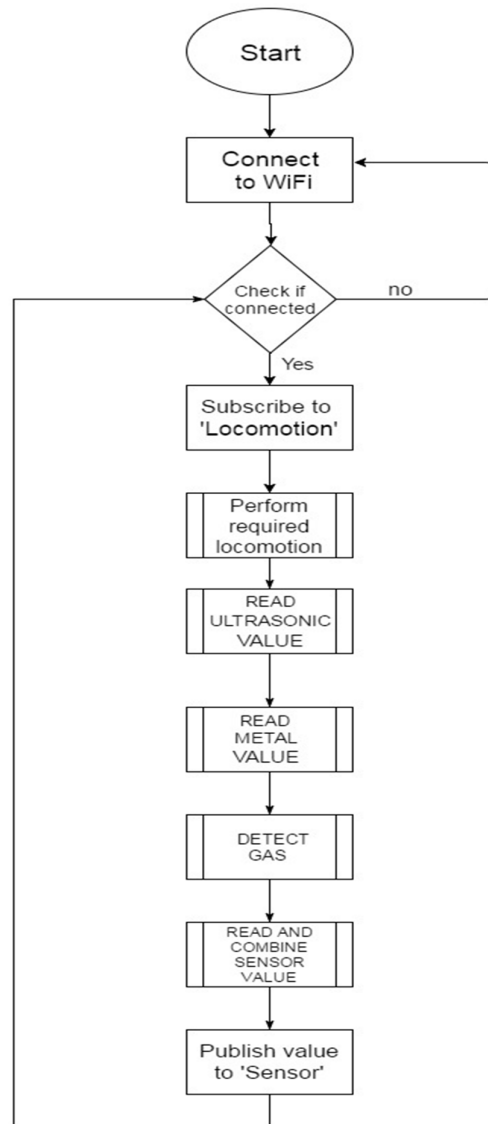 Start
Connect
to WiFi
Check if
connected
no
Yes
Subscribe to
'Locomotion'
Perform
required
locomotion
READ
ULTRASONIC
VALUE
READ
METAL
VALUE
DETECT
GAS
READ AND
COMBINE
SENSOR
VALUE
Publish value
to 'Sensor'